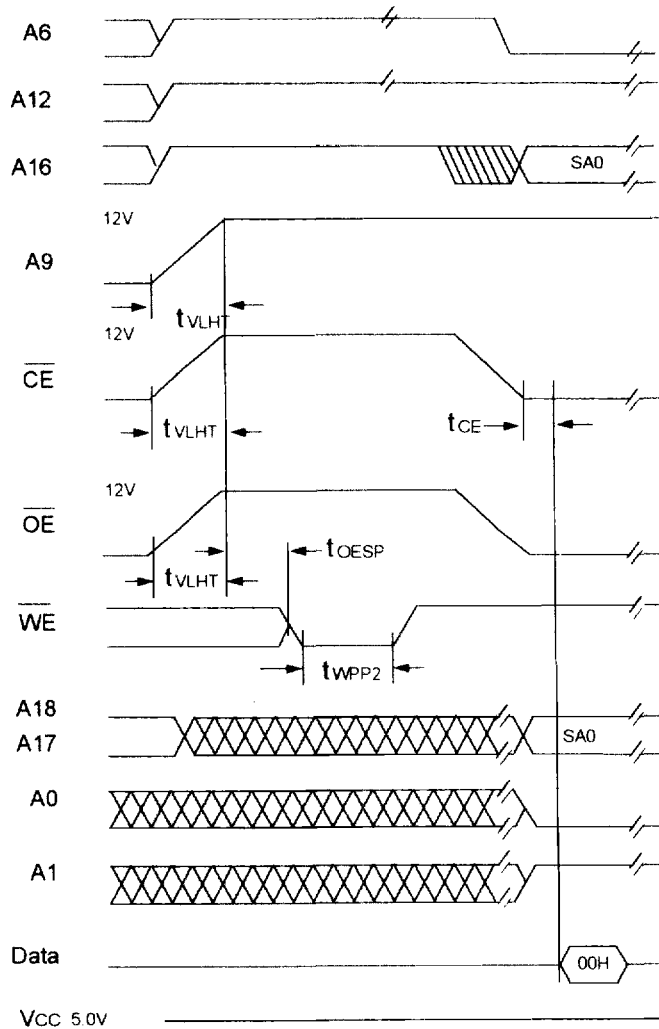 A6
A12
A16
SA0
12V
A9
tVLHT
12V
CE
tVLHT
tCE
12V
OE
tVLHT
tOESP
WE
tWPP2
A18
A17
SA0
A0
A1
Data
00H
VCC 5.0V